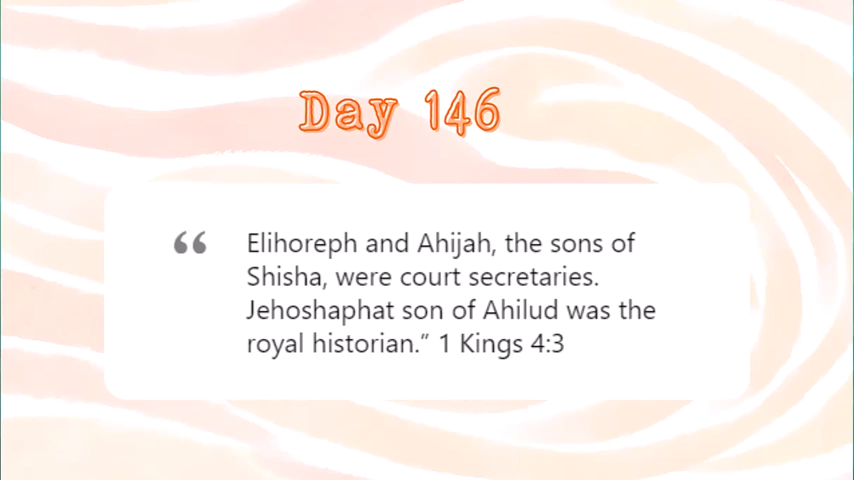 Day 146
“ Elihoreph and Ahijah, the sons of
Shisha, were court secretaries.
Jehoshaphat son of Ahilud was the
royal historian.” 1 Kings 4:3